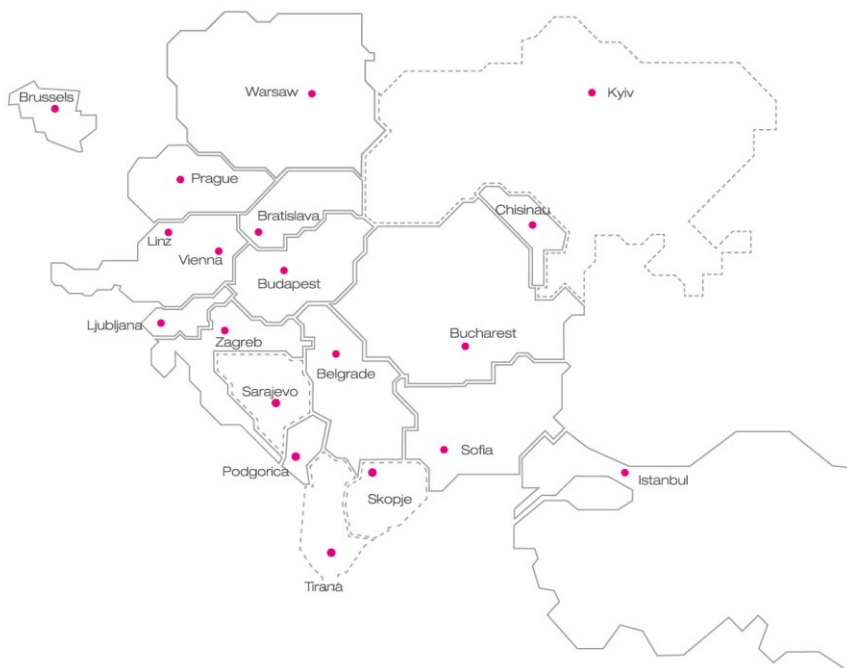 Warsaw
Kyiv
Brussels
Prague
Chisinau
Bratislava
Linz
Vienna
Budapest
Ljubljana
Zagreb
Bucharest
Belgrade
Sarajevo
Sofia
Podgorica
Skopje
Istanbul
Tirana